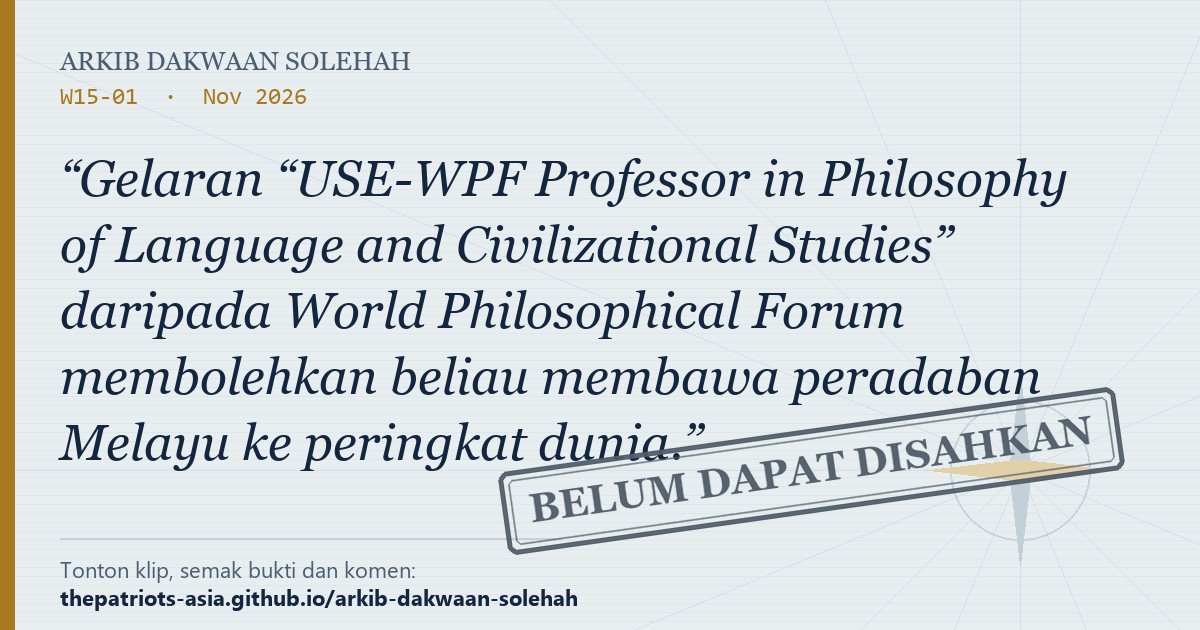 ARKIB DAKWAAN SOLEHAH
W15-01 · Nov 2026
“Gelaran “USE-WPF Professor in Philosophy
of Language and Civilizational Studies”
daripada World Philosophical Forum
membolehkan beliau membawa peradaban
Melayu ke peringkat dunia.”
BELUM DAPAT DISAHKAN
Tonton klip, semak bukti dan komen:
thepatriots-asia.github.io/arkib-dakwaan-solehah